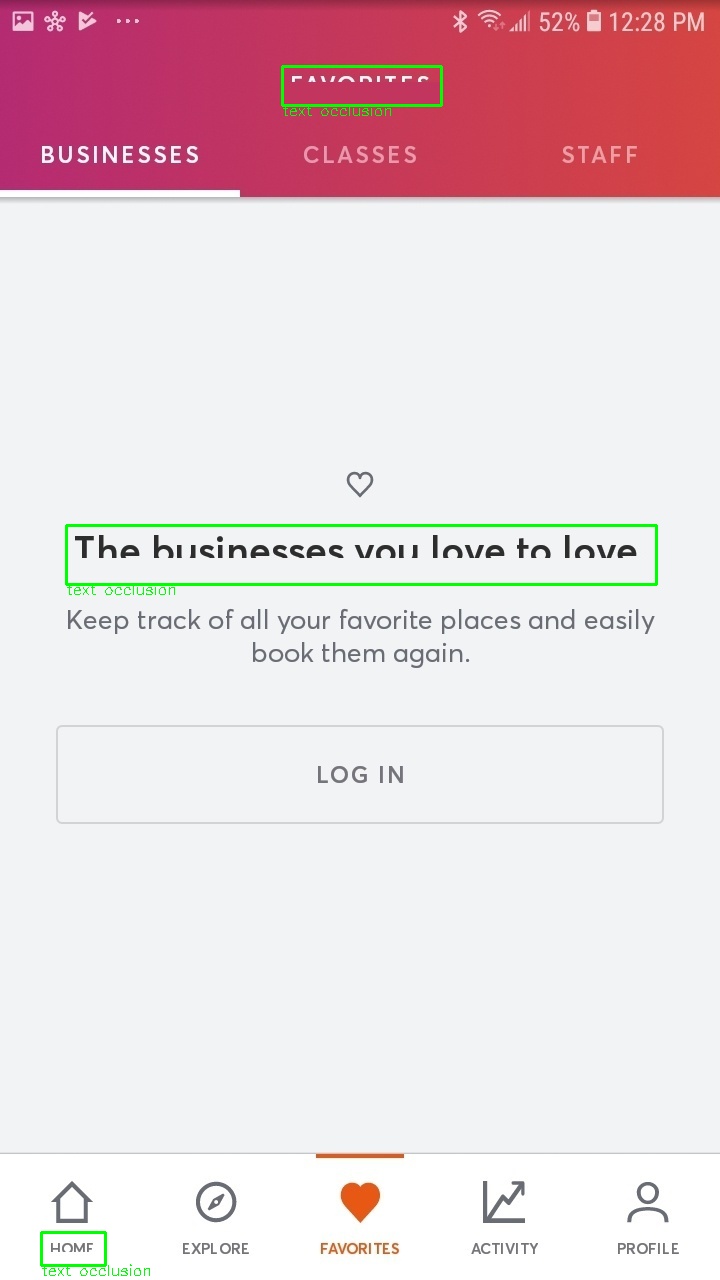 52% 12:28 PM
FAVORITES
text occlusion
BUSINESSES CLASSES STAFF
The businesses you love to love
text occlusion
Keep track of all your favorite places and easily
book them again.
LOG IN
HOME EXPLORE FAVORITES ACTIVITY PROFILE
text occlusion